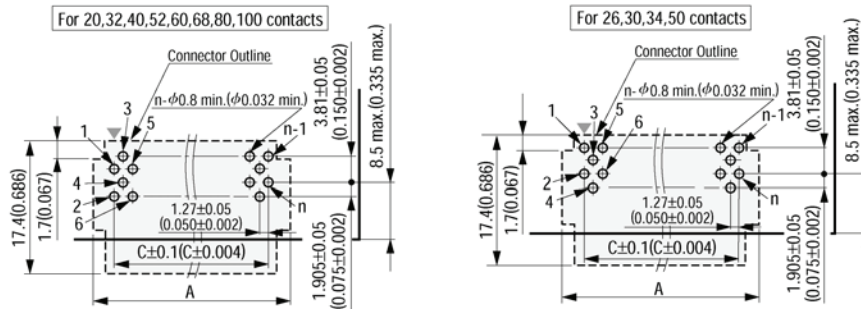 For 20,32,40,52,60,68,80,100 contacts
Connector Outline
n-ϕ0.8 min.(ϕ0.032 min.)
3
1
5
n-1
4
2
6
n
1.27±0.05
(0.050±0.002)
C±0.1(C±0.004)
A
17.4(0.686)
1.7(0.067)
3.81±0.05
(0.150±0.002)
8.5 max.(0.335 max.)
1.905±0.05
(0.075±0.002)
For 26,30,34,50 contacts
Connector Outline
n-ϕ0.8 min.(ϕ0.032 min.)
1
3
5
6
n-1
2
4
n
1.27±0.05
(0.050±0.002)
C±0.1(C±0.004)
A
17.4(0.686)
1.7(0.067)
3.81±0.05
(0.150±0.002)
8.5 max.(0.335 max.)
1.905±0.05
(0.075±0.002)